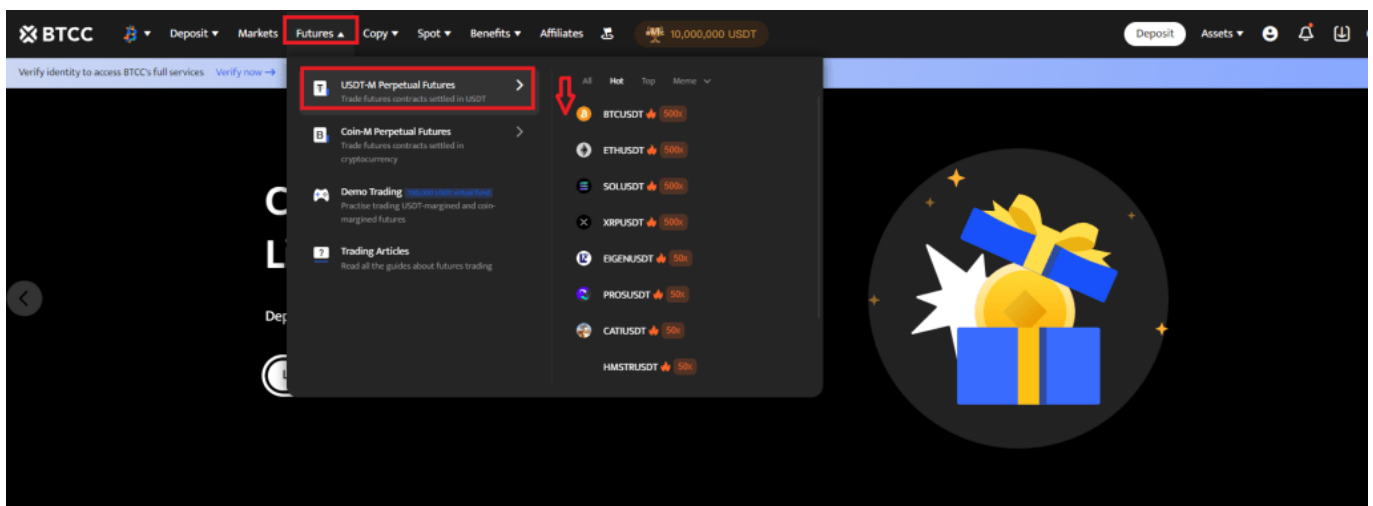 BTCC Deposit Markets Futures Copy Spot Benefits Affiliates 10,000,000 USDT Deposit Assets
Verify identity to access BTCC's full services Verify now →
USDT-M Perpetual Futures
Trade futures contracts settled in USDT
Coin-M Perpetual Futures
Trade futures contracts settled in
cryptocurrency
Demo Trading
Practise trading USDT-margined and coin-
margined futures
Trading Articles
Read all the guides about futures trading
All Hot Top Meme
BTCUSDT 500x
ETHUSDT 500x
SOLUSDT 500x
XRPUSDT 500x
EIGENUSDT 50x
PROSUSDT 50x
CATIUSDT 50x
HMSTRUSDT 50x
C
L
Dep